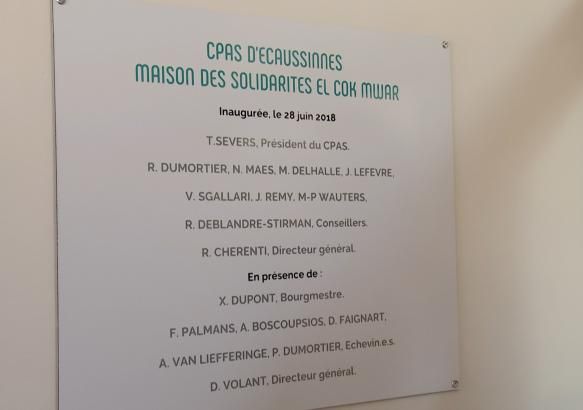 CPAS D'ECAUSSINNES
MAISON DES SOLIDARITES EL COK MWAR
Inaugurée, le 28 juin 2018
T.SEVERS, Président du CPAS.
R. DUMORTIER, N. MAES, M. DELHALLE, J. LEFEVRE,
V. SGALLARI, J. REMY, M-P WAUTERS,
R. DEBLANDRE-STIRMAN, Conseillers.
R. CHERENTI, Directeur général.
En présence de :
X. DUPONT, Bourgmestre.
F. PALMANS, A. BOSCOUPSIOS, D. FAIGNART,
A. VAN LIEFFERINGE, P. DUMORTIER, Echevin.e.s.
D. VOLANT, Directeur général.